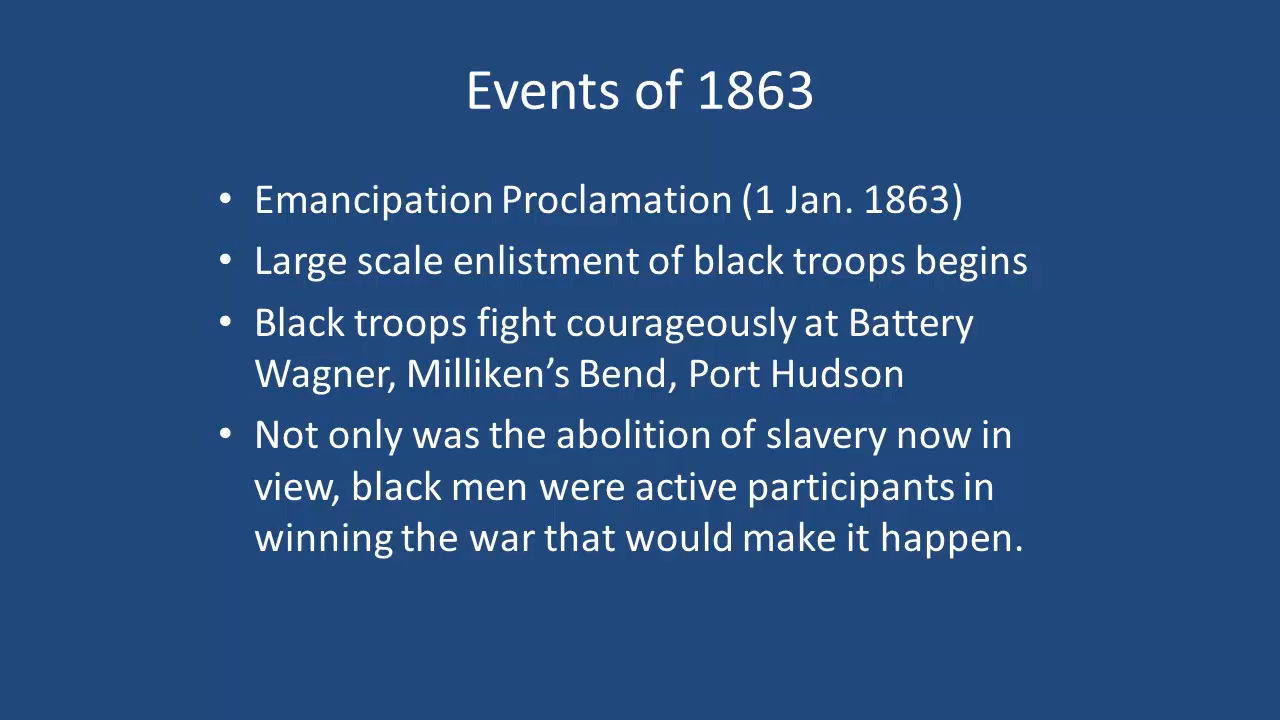 Events of 1863
• Emancipation Proclamation (1 Jan. 1863)
• Large scale enlistment of black troops begins
• Black troops fight courageously at Battery
Wagner, Milliken’s Bend, Port Hudson
• Not only was the abolition of slavery now in
view, black men were active participants in
winning the war that would make it happen.